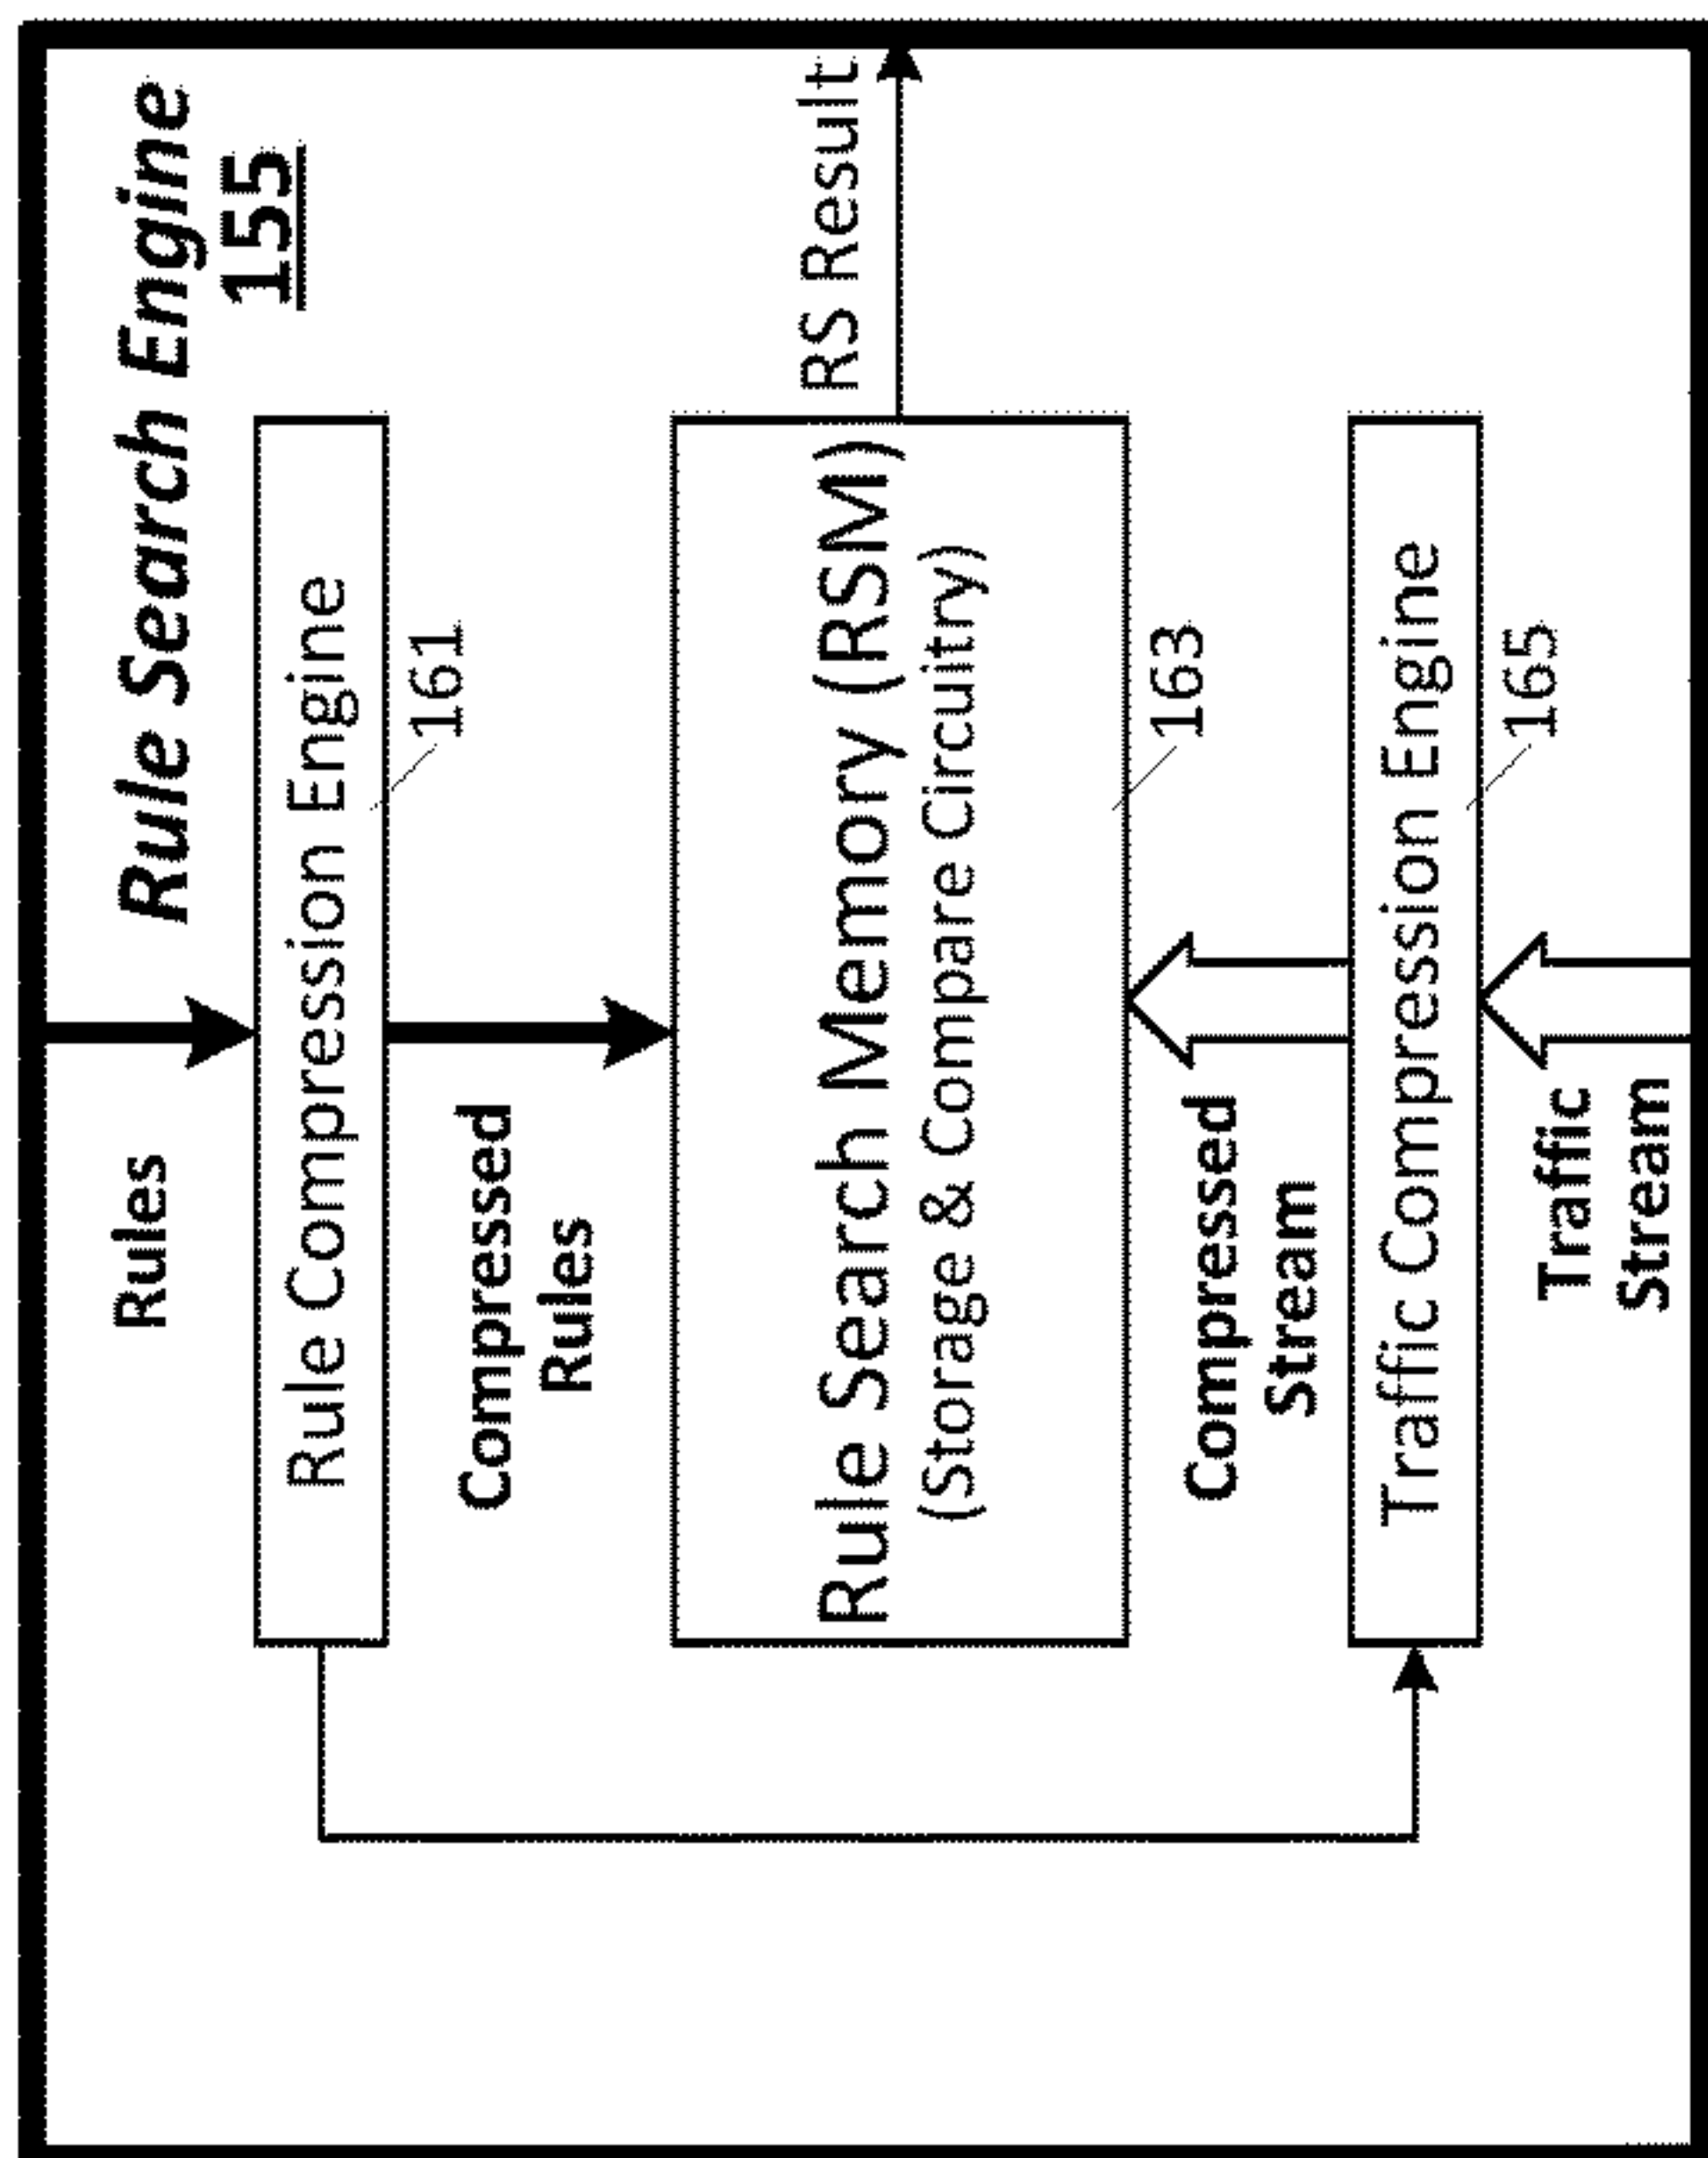 Rule Search Engine
155
Rules
Rule Compression Engine
161
Compressed
Rules
RS Result
Rule Search Memory (RSM)
(Storage & Compare Circuitry)
163
Compressed
Stream
Traffic Compression Engine
165
Traffic
Stream